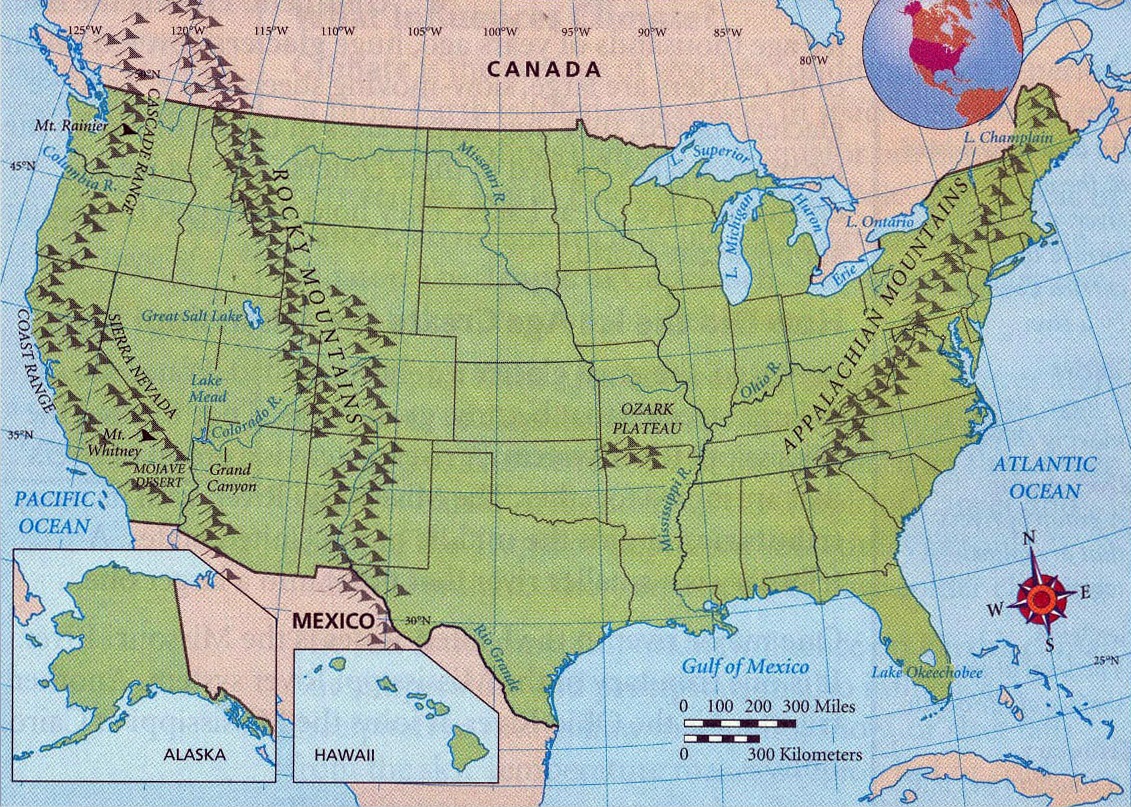 125°W
120°W
115°W
110°W
105°W
100°W
95°W
90°W
85°W
80°W
CANADA
50°N
Mt. Rainier
CASCADE RANGE
L. Champlain
45°N
Columbia R.
Missouri R.
L. Superior
ROCKY MOUNTAINS
L. Michigan
Huron
L. Ontario
Erie
APPALACHIAN MOUNTAINS
Great Salt Lake
COAST RANGE
SIERRA NEVADA
Lake
Mead
Colorado R.
Ohio R.
OZARK
PLATEAU
35°N
Mt.
Whitney
MOJAVE
DESERT
Grand
Canyon
Mississippi R.
PACIFIC
OCEAN
ATLANTIC
OCEAN
N
W
E
S
MEXICO
30°N
Rio Grande
Gulf of Mexico
Lake Okeechobee
25°N
0 100 200 300 Miles
0 300 Kilometers
ALASKA
HAWAII